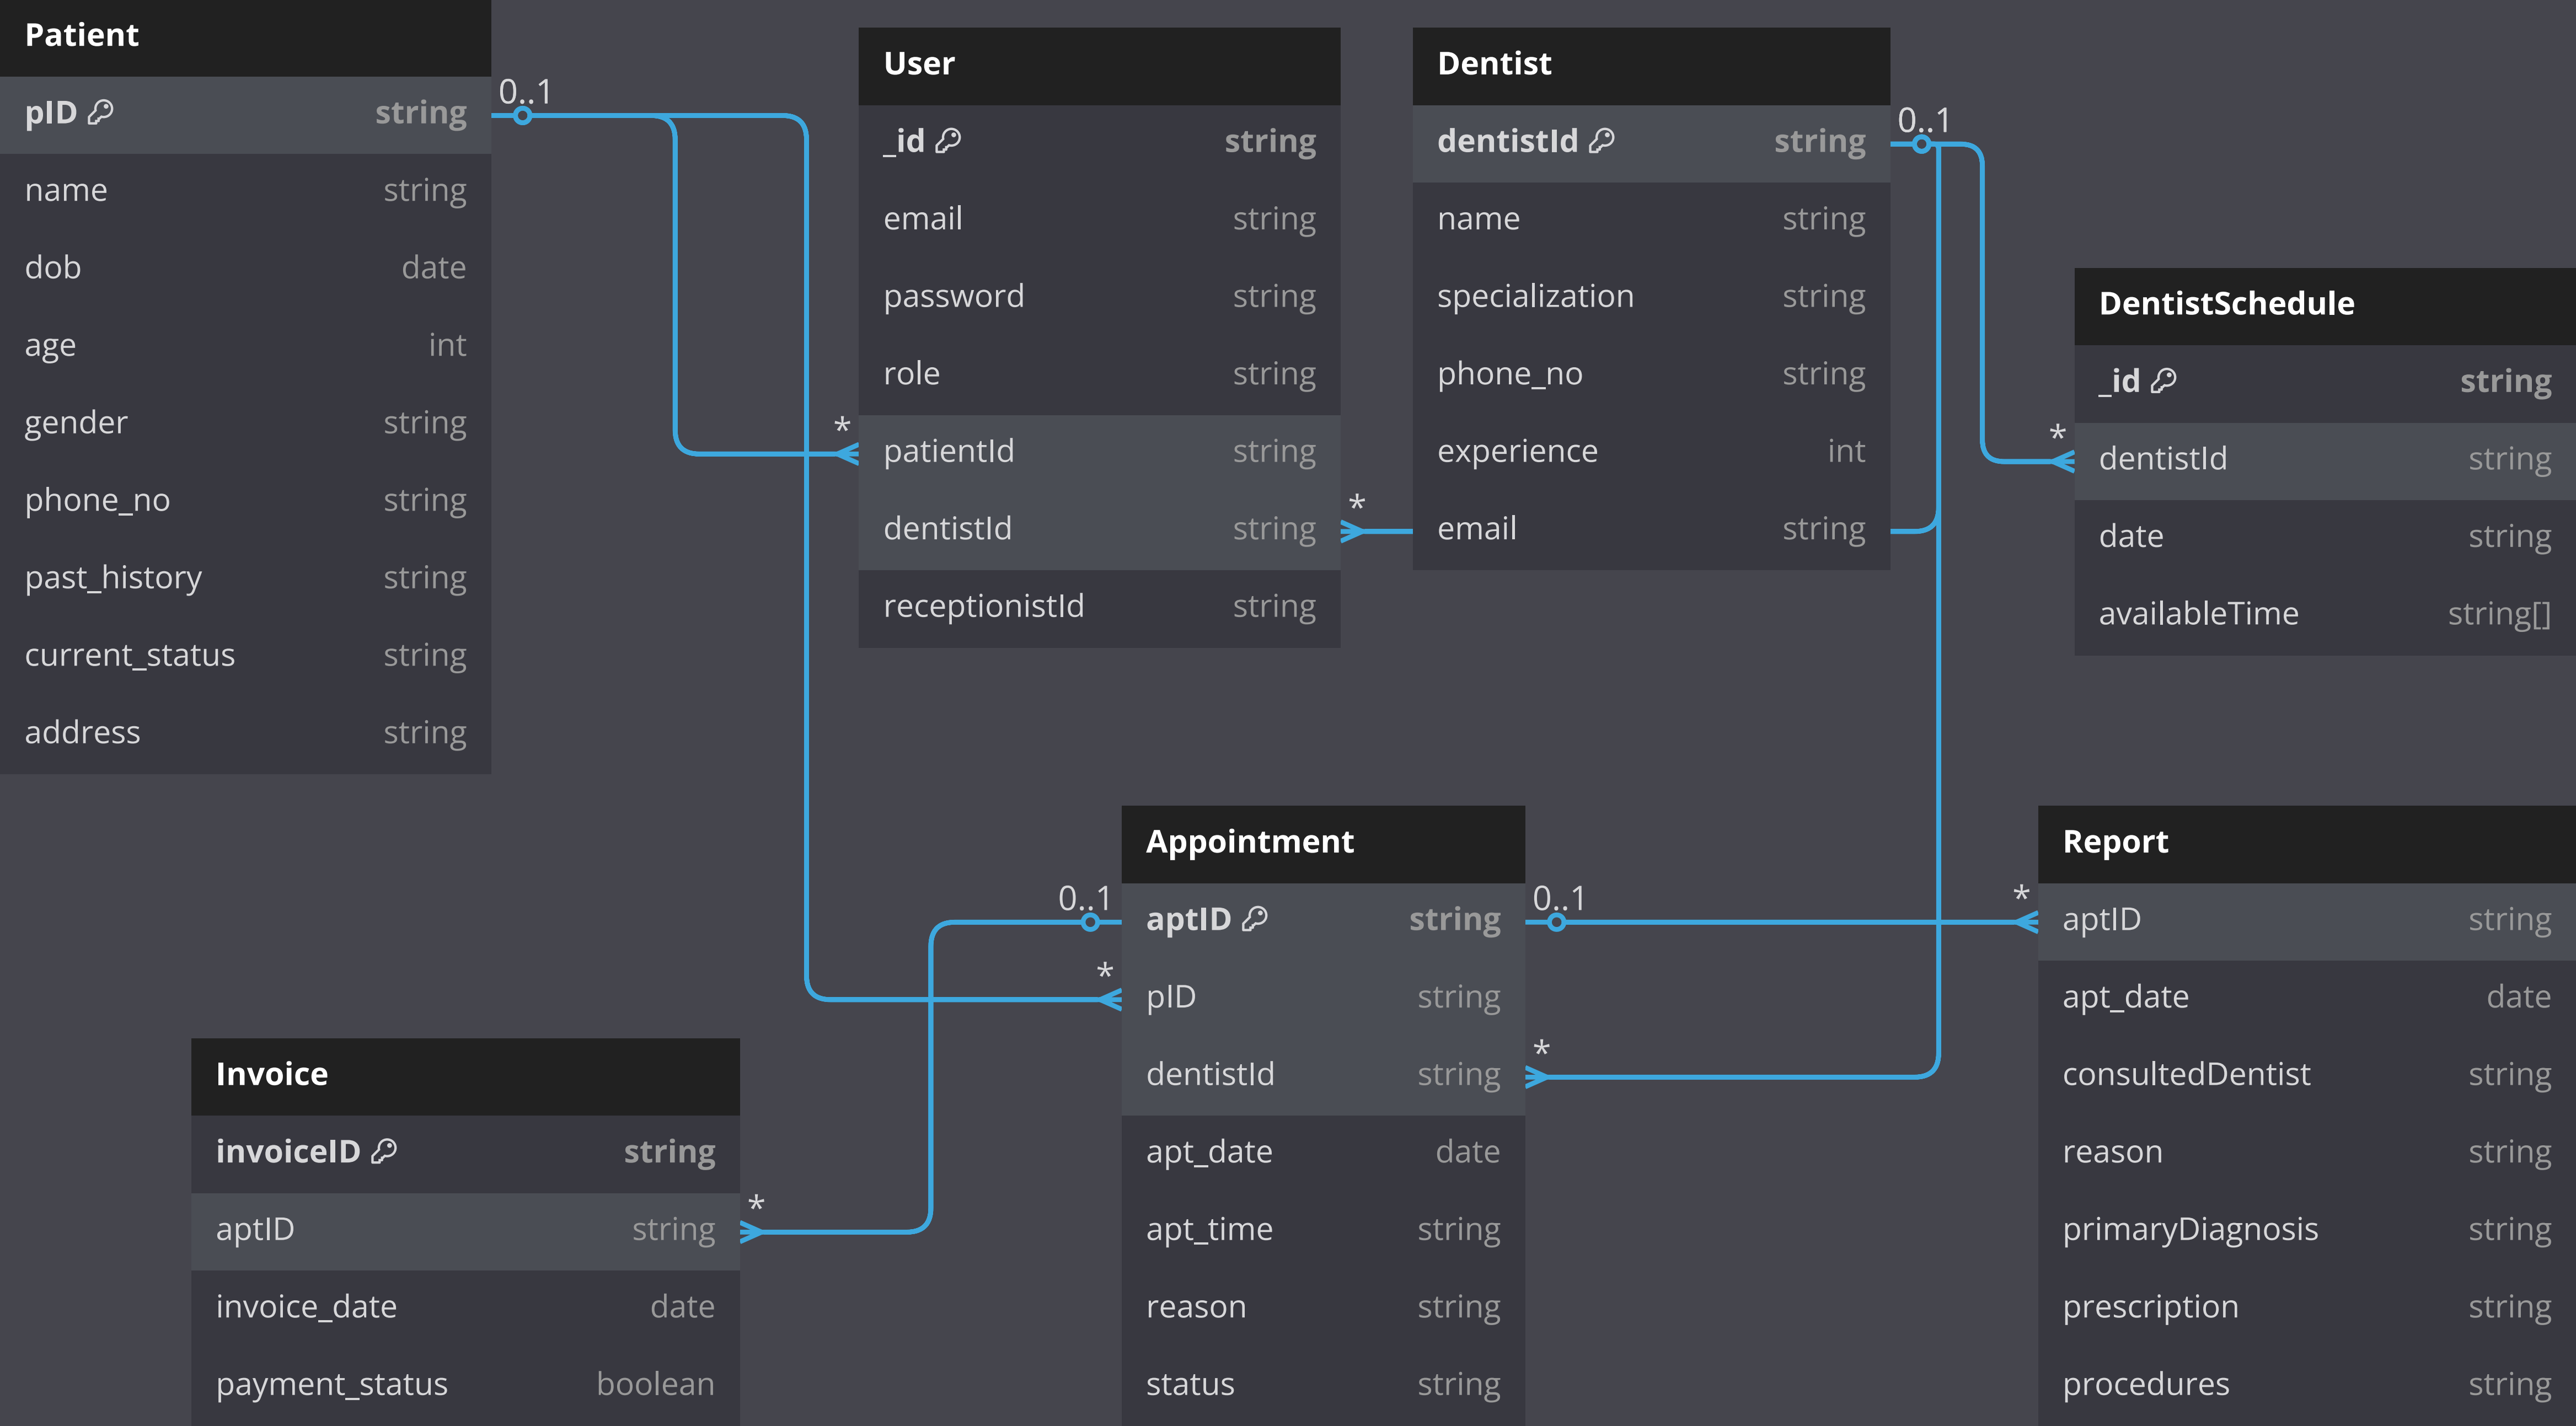 Patient
pID string
name string
dob date
age int
gender string
phone_no string
past_history string
current_status string
address string
0..1
User
_id string
email string
password string
role string
* patientId string
dentistId string *
receptionistId string
Dentist
dentistId string
name string
specialization string
phone_no string
experience int
email string
0..1
DentistSchedule
_id string
* dentistId string
date string
availableTime string[]
Appointment
0..1 aptID string 0..1
* pID string
dentistId string *
apt_date date
apt_time string
reason string
status string
Report
* aptID string
apt_date date
consultedDentist string
reason string
primaryDiagnosis string
prescription string
procedures string
Invoice
invoiceID string
aptID string *
invoice_date date
payment_status boolean